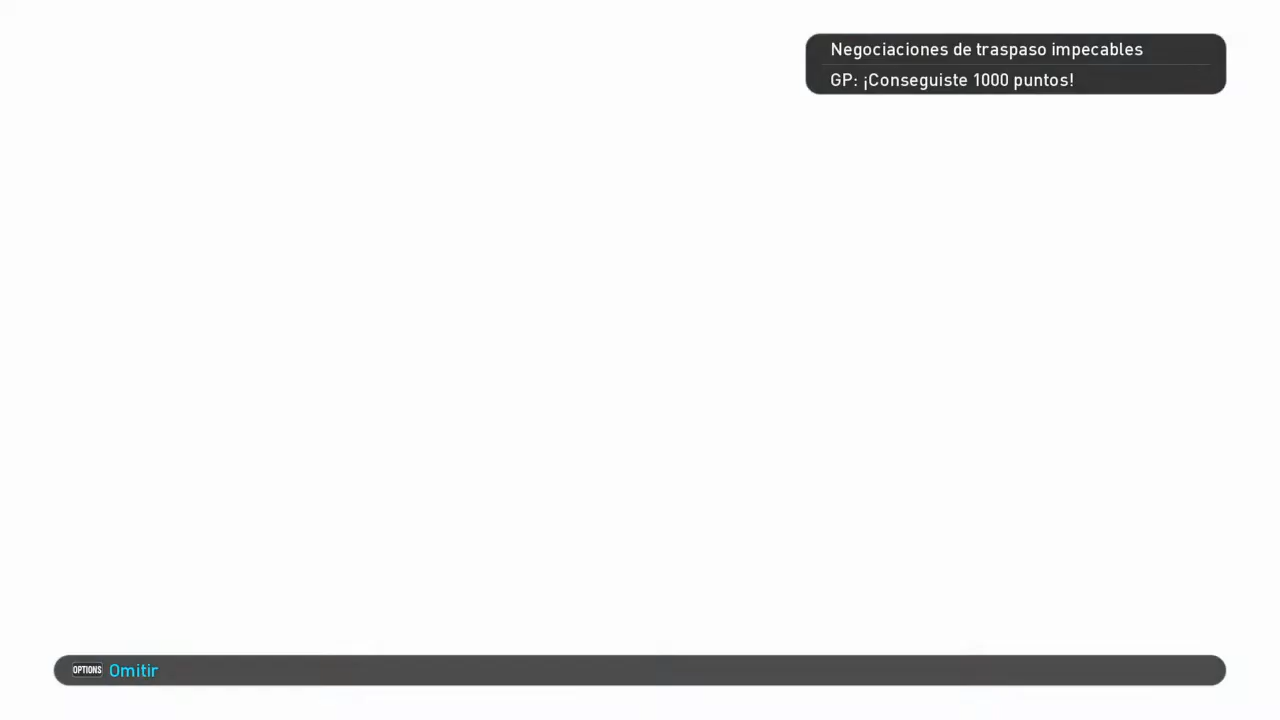 Negociaciones de traspaso impecables
GP: ¡Conseguiste 1000 puntos!
OPTIONS Omitir